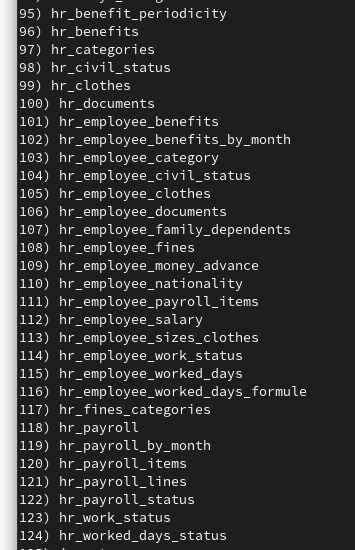 95) hr_benefit_periodicity
96) hr_benefits
97) hr_categories
98) hr_civil_status
99) hr_clothes
100) hr_documents
101) hr_employee_benefits
102) hr_employee_benefits_by_month
103) hr_employee_category
104) hr_employee_civil_status
105) hr_employee_clothes
106) hr_employee_documents
107) hr_employee_family_dependents
108) hr_employee_fines
109) hr_employee_money_advance
110) hr_employee_nationality
111) hr_employee_payroll_items
112) hr_employee_salary
113) hr_employee_sizes_clothes
114) hr_employee_work_status
115) hr_employee_worked_days
116) hr_employee_worked_days_formule
117) hr_fines_categories
118) hr_payroll
119) hr_payroll_by_month
120) hr_payroll_items
121) hr_payroll_lines
122) hr_payroll_status
123) hr_work_status
124) hr_worked_days_status